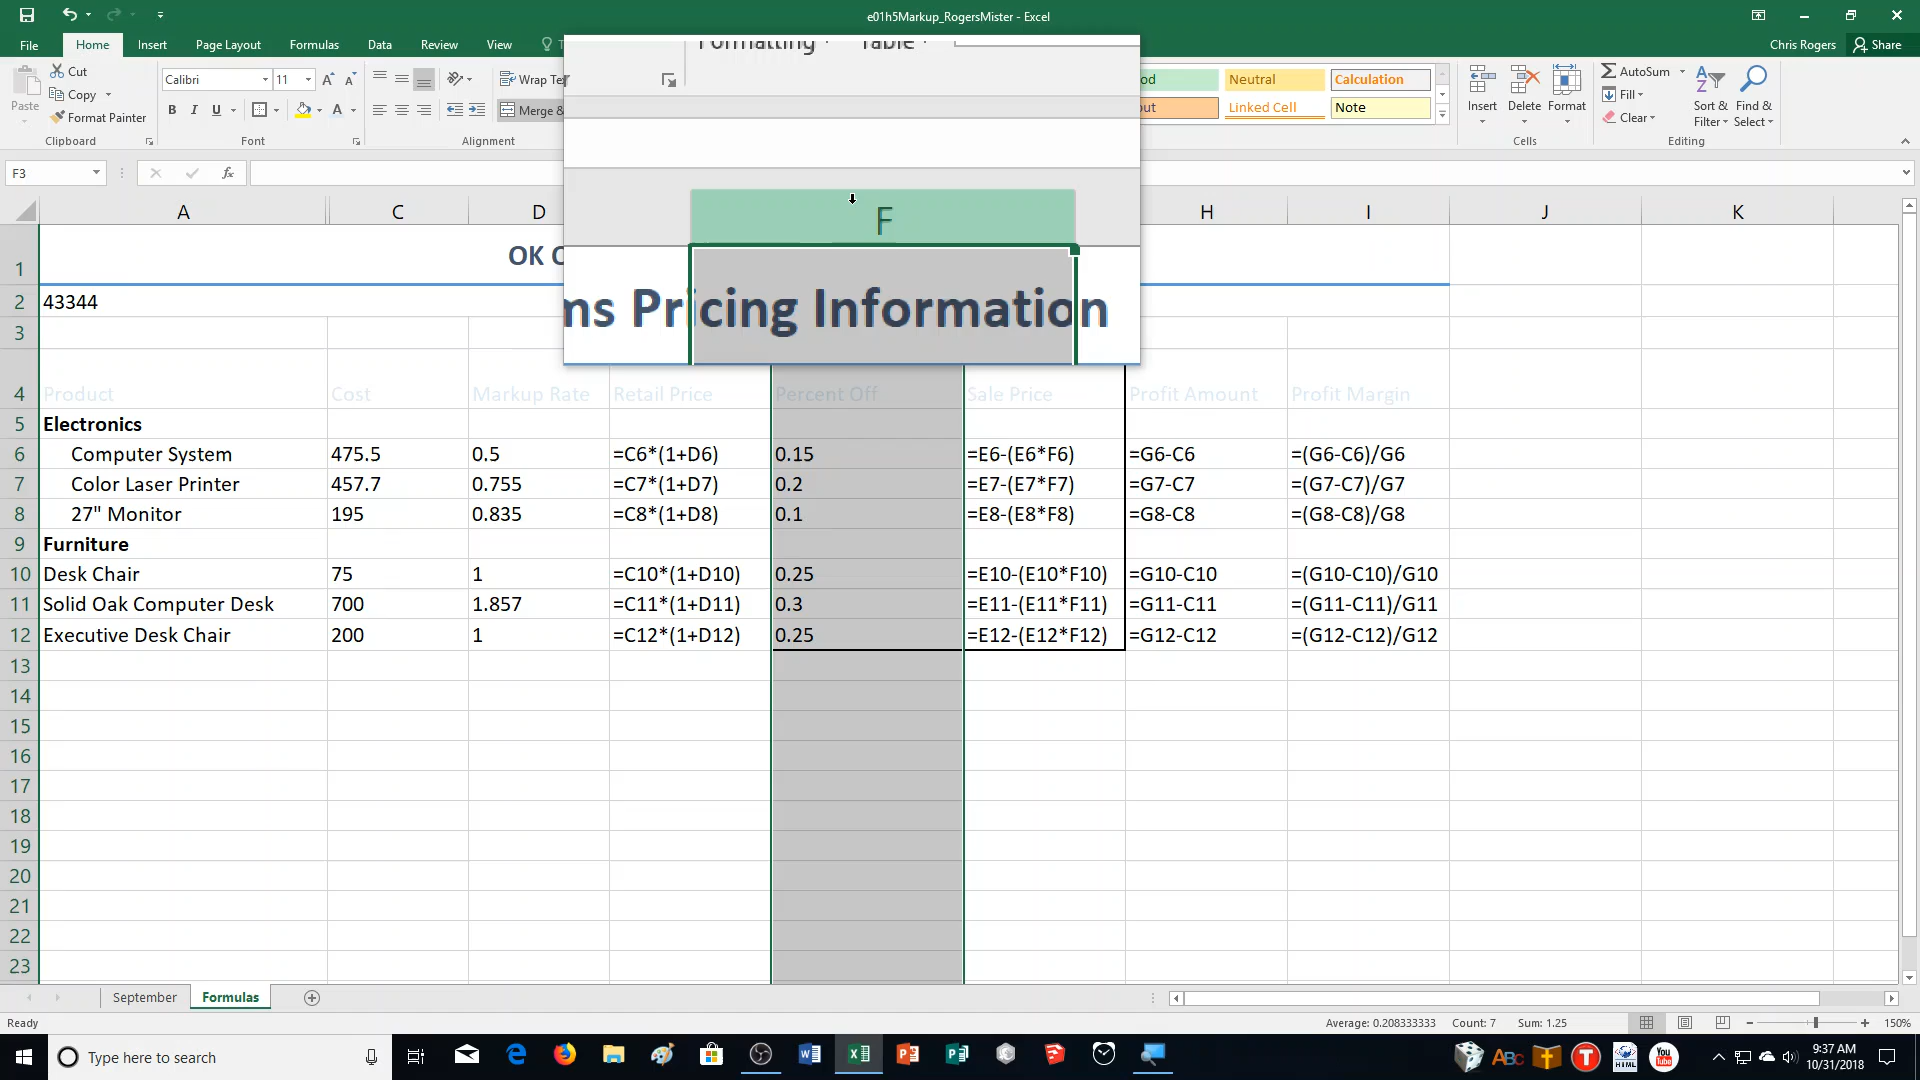 e01h5Markup_RogersMister - Excel
File Home Insert Page Layout Formulas Data Review View Chris Rogers Share
Paste Cut Copy Format Painter Clipboard
Calibri 11 B I U A Font
Wrap Tex Merge & Alignment
Formatting Table
od Neutral Calculation
out Linked Cell Note
Insert Delete Format Cells
AutoSum Fill Clear Sort & Filter Find & Select Editing
F3 fx
A C D F H I J K
1 OK C ms Pricing Information
2 43344
3
4 Product Cost Markup Rate Retail Price Percent Off Sale Price Profit Amount Profit Margin
5 Electronics
6 Computer System 475.5 0.5 =C6*(1+D6) 0.15 =E6-(E6*F6) =G6-C6 =(G6-C6)/G6
7 Color Laser Printer 457.7 0.755 =C7*(1+D7) 0.2 =E7-(E7*F7) =G7-C7 =(G7-C7)/G7
8 27" Monitor 195 0.835 =C8*(1+D8) 0.1 =E8-(E8*F8) =G8-C8 =(G8-C8)/G8
9 Furniture
10 Desk Chair 75 1 =C10*(1+D10) 0.25 =E10-(E10*F10) =G10-C10 =(G10-C10)/G10
11 Solid Oak Computer Desk 700 1.857 =C11*(1+D11) 0.3 =E11-(E11*F11) =G11-C11 =(G11-C11)/G11
12 Executive Desk Chair 200 1 =C12*(1+D12) 0.25 =E12-(E12*F12) =G12-C12 =(G12-C12)/G12
13
14
15
16
17
18
19
20
21
22
23
September Formulas
Ready Average: 0.208333333 Count: 7 Sum: 1.25 150%
Type here to search 9:37 AM
10/31/2018